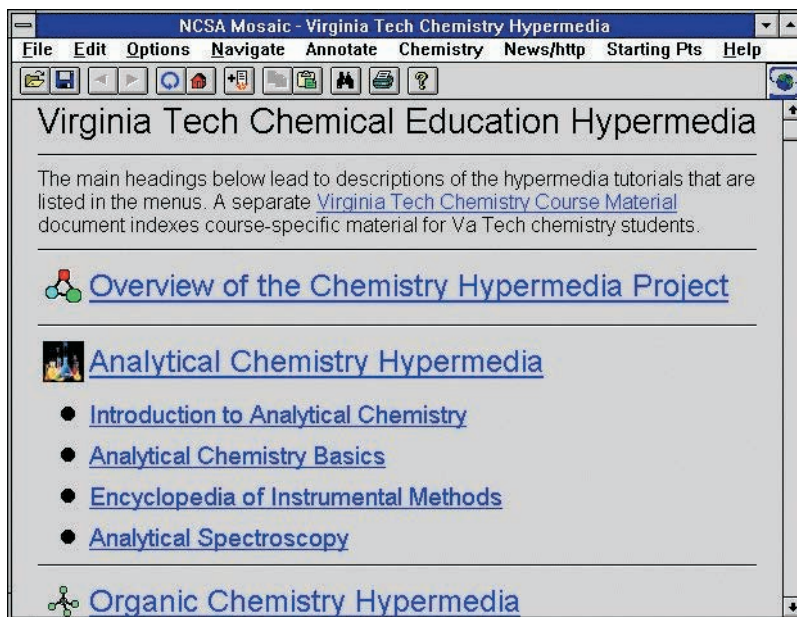 NCSA Mosaic - Virginia Tech Chemistry Hypermedia
File Edit Options Navigate Annotate Chemistry News/http Starting Pts Help
Virginia Tech Chemical Education Hypermedia
The main headings below lead to descriptions of the hypermedia tutorials that are
listed in the menus. A separate Virginia Tech Chemistry Course Material
document indexes course-specific material for Va Tech chemistry students.
Overview of the Chemistry Hypermedia Project
Analytical Chemistry Hypermedia
Introduction to Analytical Chemistry
Analytical Chemistry Basics
Encyclopedia of Instrumental Methods
Analytical Spectroscopy
Organic Chemistry Hypermedia